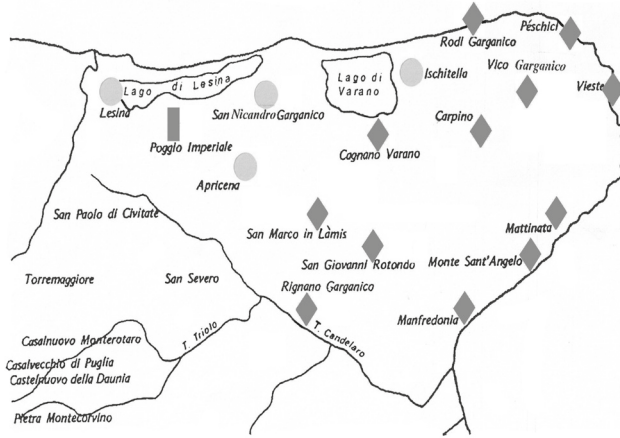 Péschici
Rodi Garganico
Vico Garganico
Ischitella
Lago di
Varano
Lago di Lesina
Vieste
Lesina
San Nicandro Garganico
Carpino
Poggio Imperiale
Cagnano Varano
Apricena
San Paolo di Civitate
San Marco in Làmis
Mattinata
San Giovanni Rotondo
Monte Sant'Angelo
Torremaggiore
San Severo
Rignano Garganico
Manfredonia
T. Triolo
T. Candelaro
Casalnuovo Monterotaro
Casalvecchio di Puglia
Castelnuovo della Daunia
Pietra Montecorvino